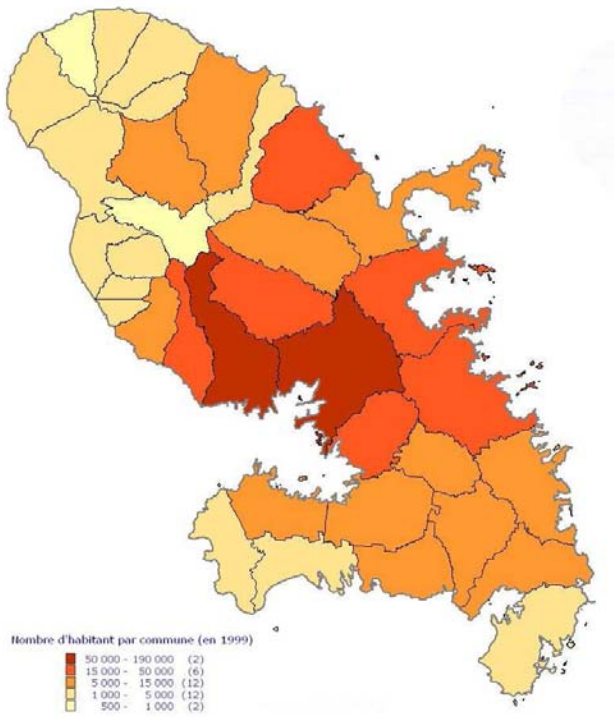 Nombre d'habitant par commune (en 1999)
50 000 - 190 000 (2)
15 000 - 50 000 (6)
5 000 - 15 000 (12)
1 000 - 5 000 (12)
500 - 1 000 (2)